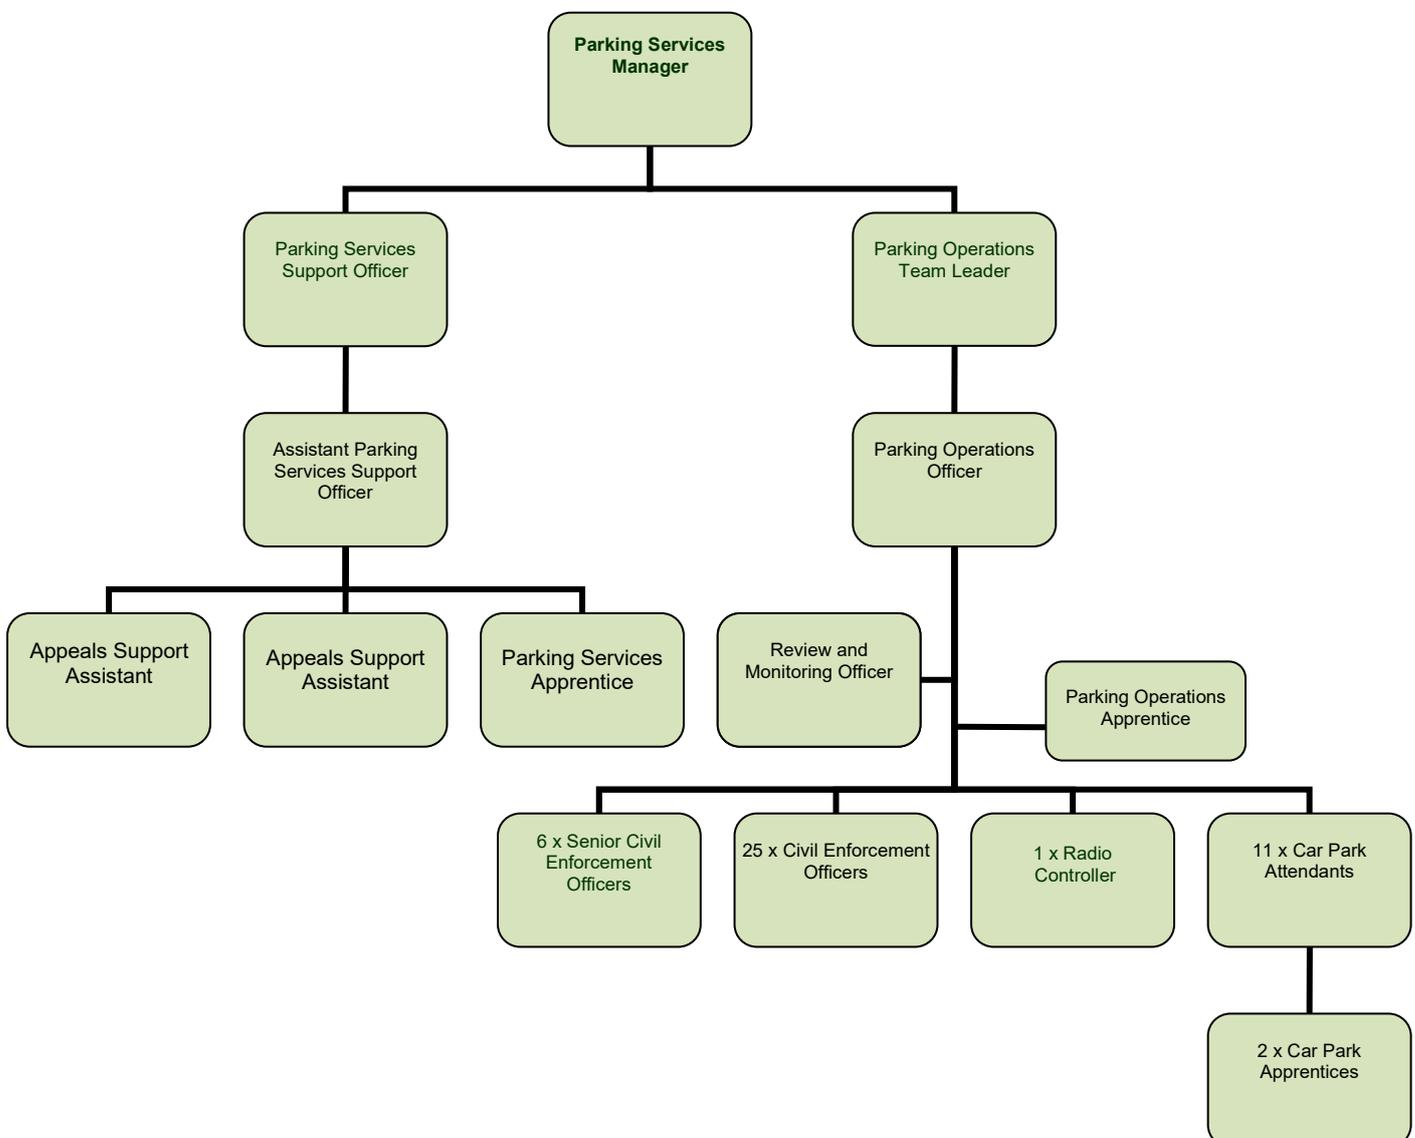 Parking Services
Manager
Parking Services
Support Officer
Parking Operations
Team Leader
Assistant Parking
Services Support
Officer
Parking Operations
Officer
Appeals Support
Assistant
Appeals Support
Assistant
Parking Services
Apprentice
Review and
Monitoring Officer
Parking Operations
Apprentice
6 x Senior Civil
Enforcement
Officers
25 x Civil Enforcement
Officers
1 x Radio
Controller
11 x Car Park
Attendants
2 x Car Park
Apprentices